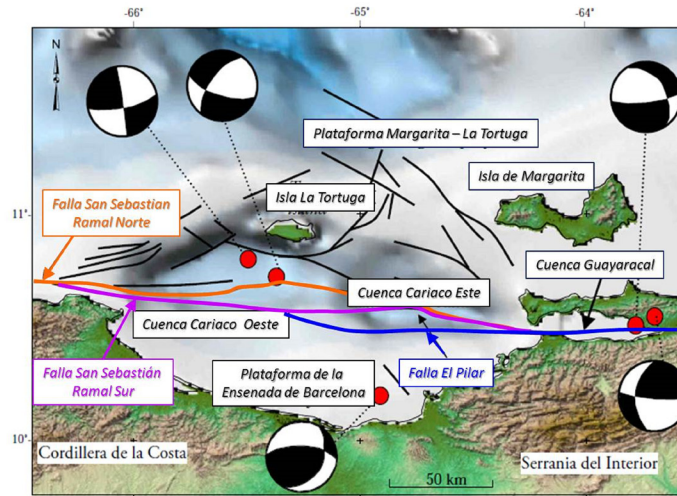 -66°
-65°
-64°
N
Plataforma Margarita – La Tortuga
Isla de Margarita
Isla La Tortuga
11°
Falla San Sebastian
Ramal Norte
Cuenca Guayaracal
Cuenca Cariaco Este
Cuenca Cariaco Oeste
Falla San Sebastián
Ramal Sur
Plataforma de la
Ensenada de Barcelona
Falla El Pilar
10°
Cordillera de la Costa
50 km
Serrania del Interior